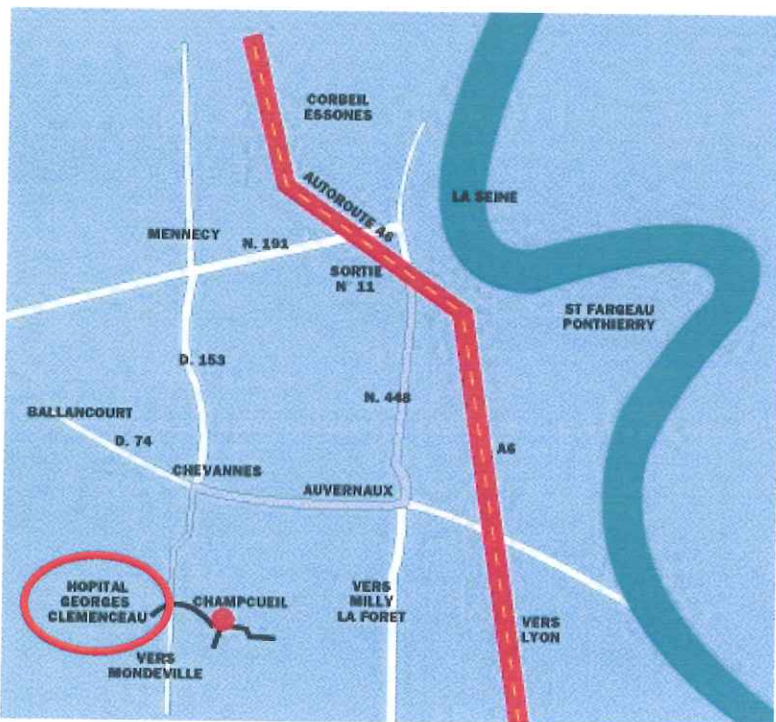 CORBEIL
ESSONES
AUTOROUTE A6
LA SEINE
MENNECY
N. 191
SORTIE
N° 11
ST FARGEAU
PONTHIERRY
D. 153
N. 448
BALLANCOURT
D. 74
A6
CHEVANNES
AUVERNAUX
HOPITAL
GEORGES
CLEMENCEAU
CHAMPCUEIL
VERS
MILLY
LA FORET
VERS
LYON
VERS
MONDEVILLE